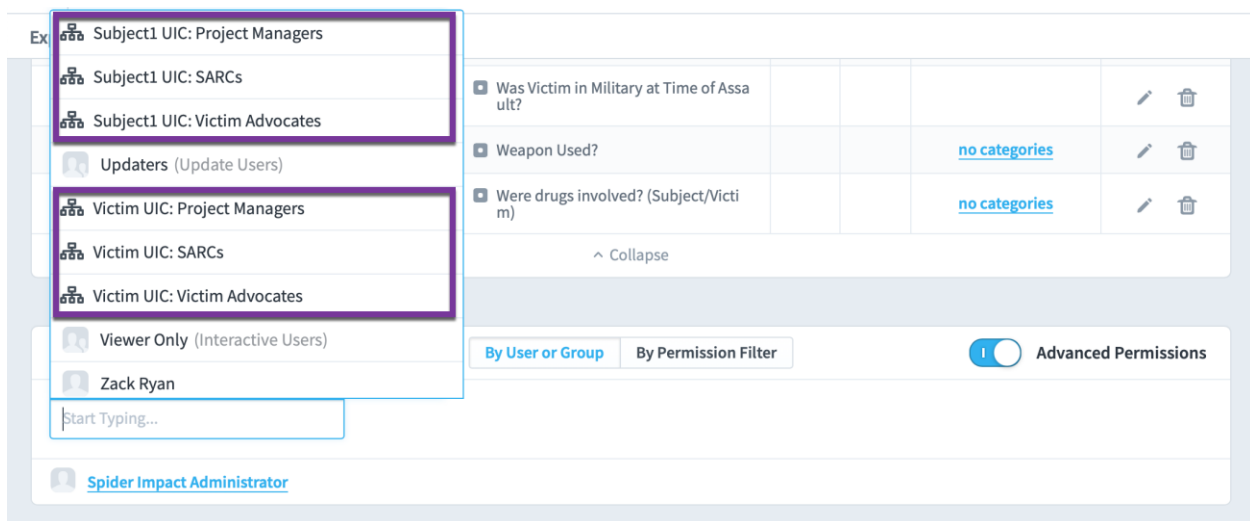 Ex
Subject1 UIC: Project Managers
Subject1 UIC: SARCs
Subject1 UIC: Victim Advocates
Updaters (Update Users)
Victim UIC: Project Managers
Victim UIC: SARCs
Victim UIC: Victim Advocates
Viewer Only (Interactive Users)
Zack Ryan
Start Typing...
Was Victim in Military at Time of Assa
ult?
Weapon Used? no categories
Were drugs involved? (Subject/Victi
m) no categories
Collapse
By User or Group By Permission Filter Advanced Permissions
Spider Impact Administrator